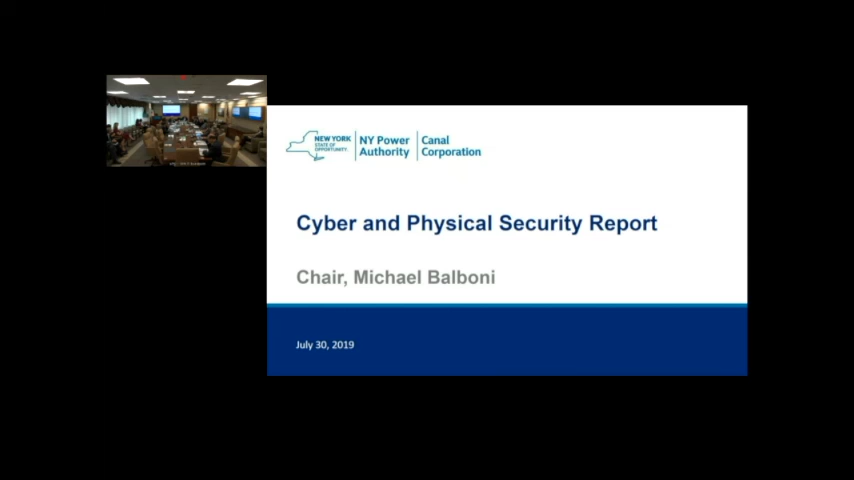 NEW YORK
STATE OF
OPPORTUNITY.
NY Power
Authority
Canal
Corporation
Cyber and Physical Security Report
Chair, Michael Balboni
July 30, 2019